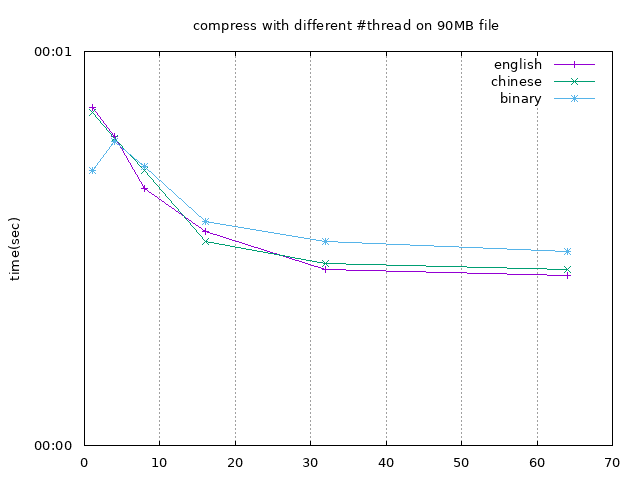 compress with different #thread on 90MB file
00:01
english
chinese
binary
time(sec)
00:00
0 10 20 30 40 50 60 70